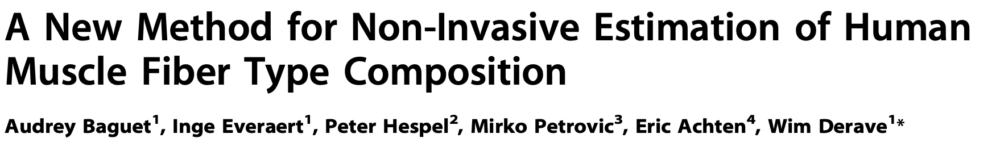 A New Method for Non-Invasive Estimation of Human
Muscle Fiber Type Composition
Audrey Baguet¹, Inge Everaert¹, Peter Hespel², Mirko Petrovic³, Eric Achten⁴, Wim Derave¹*